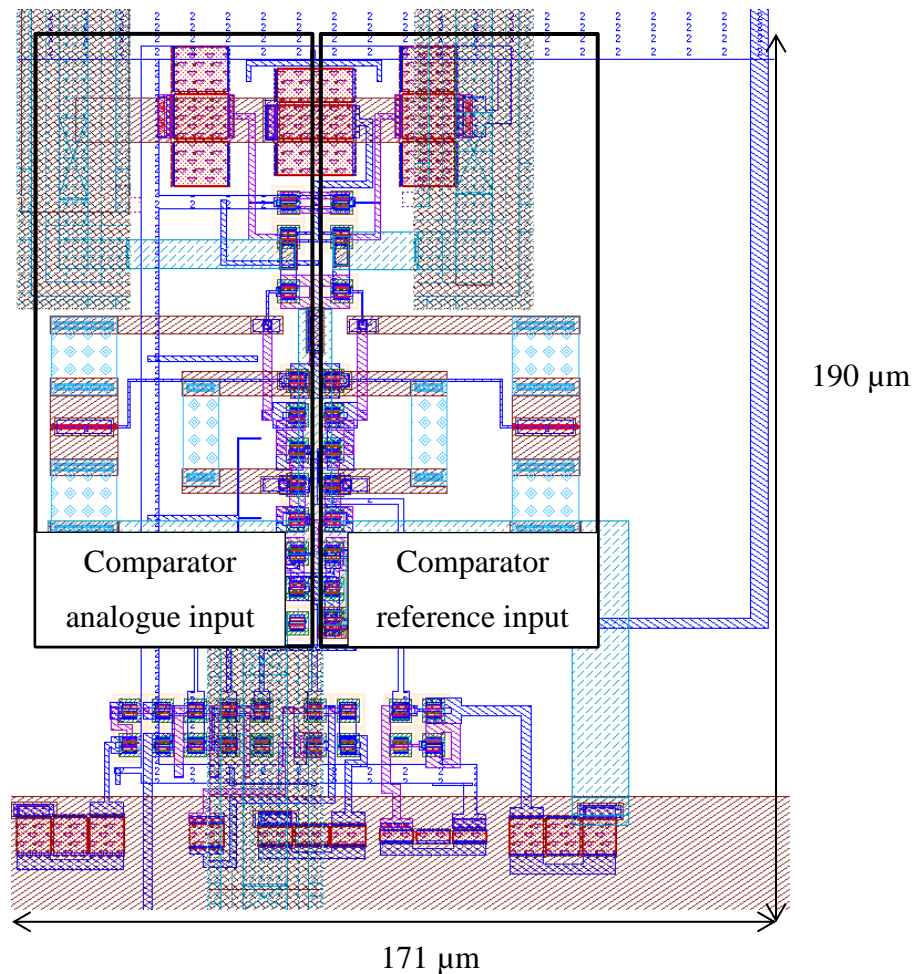 190 µm
Comparator
analogue input
Comparator
reference input
171 µm